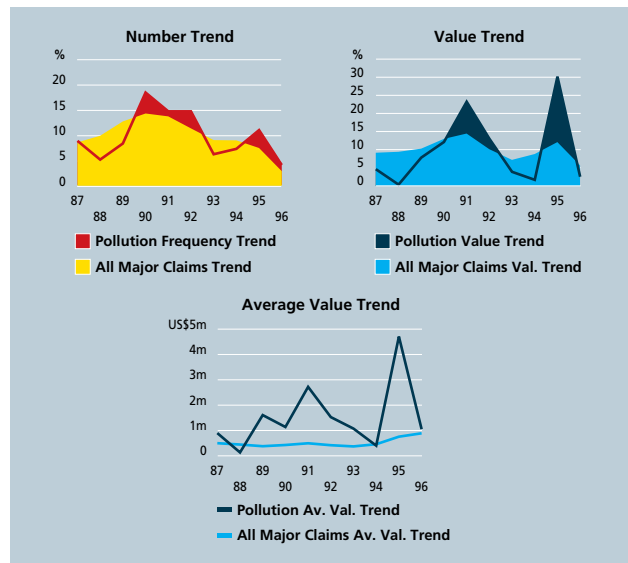 Number Trend
%
20
15
10
5
0
87 89 91 93 95
88 90 92 94 96
Pollution Frequency Trend
All Major Claims Trend
Value Trend
%
30
25
20
15
10
5
0
87 89 91 93 95
88 90 92 94 96
Pollution Value Trend
All Major Claims Val. Trend
Average Value Trend
US$5m
4m
3m
2m
1m
0
87 89 91 93 95
88 90 92 94 96
Pollution Av. Val. Trend
All Major Claims Av. Val. Trend